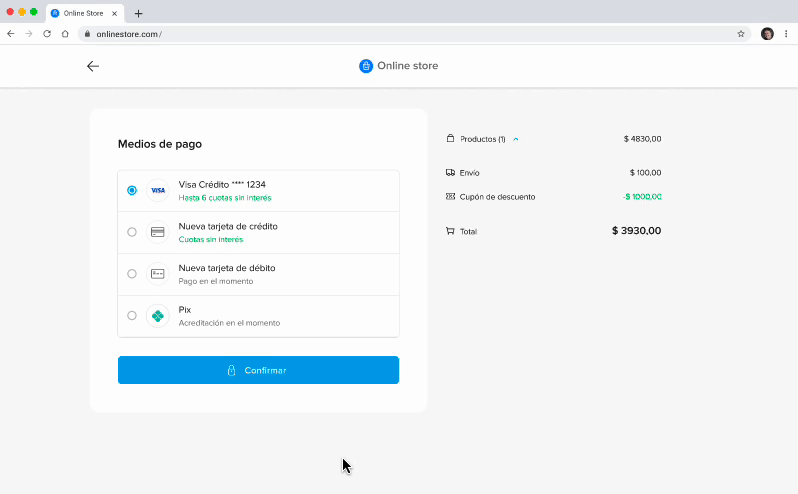 Online Store
onlinestore.com/
Online store
Medios de pago
VISA
Visa Crédito **** 1234
Hasta 6 cuotas sin interés
Nueva tarjeta de crédito
Cuotas sin interés
Nueva tarjeta de débito
Pago en el momento
Pix
Acreditación en el momento
Confirmar
Productos (1) $ 4830,00
Envío $ 100,00
Cupón de descuento -$ 1000,00
Total $ 3930,00